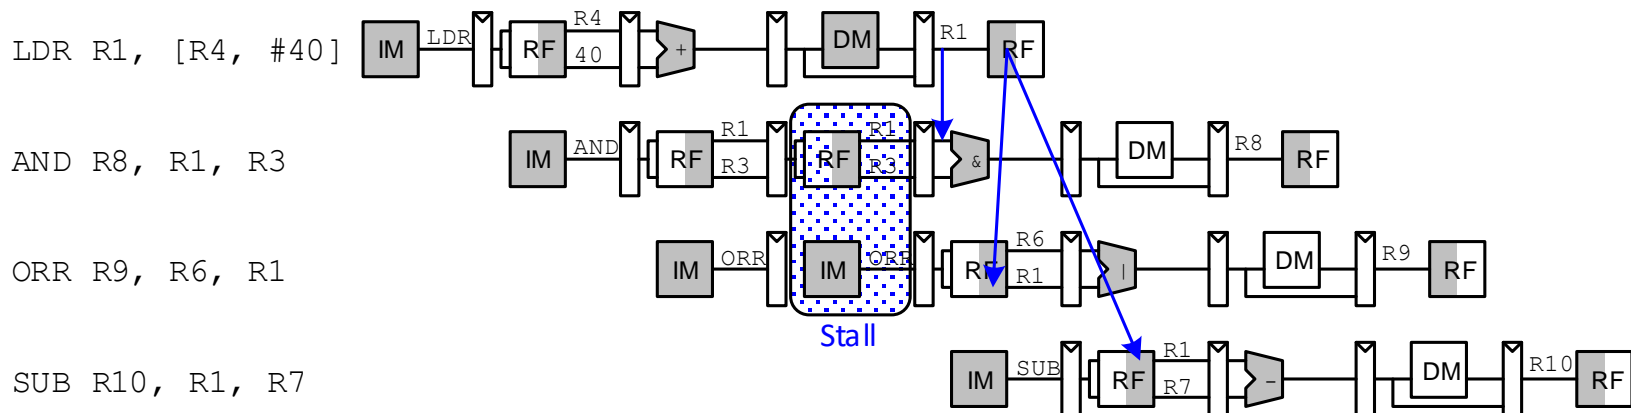 LDR R1, [R4, #40] IM LDR RF R4 40 + DM R1 RF
AND R8, R1, R3 IM AND RF R1 R3 RF R1 R3 & DM R8 RF
ORR R9, R6, R1 IM ORR IM ORR RF R6 R1 | DM R9 RF
Stall
SUB R10, R1, R7 IM SUB RF R1 R7 - DM R10 RF